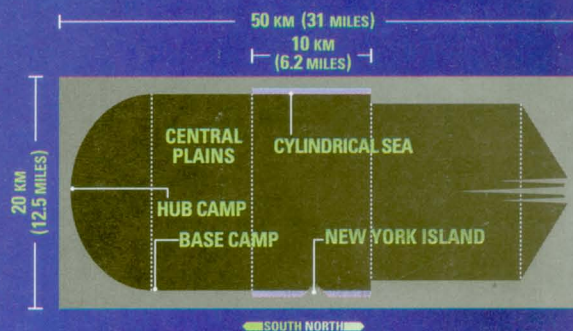 50 KM (31 MILES)
10 KM
(6.2 MILES)
20 KM
(12.5 MILES)
CENTRAL
PLAINS
CYLINDRICAL SEA
HUB CAMP
BASE CAMP
NEW YORK ISLAND
SOUTH NORTH